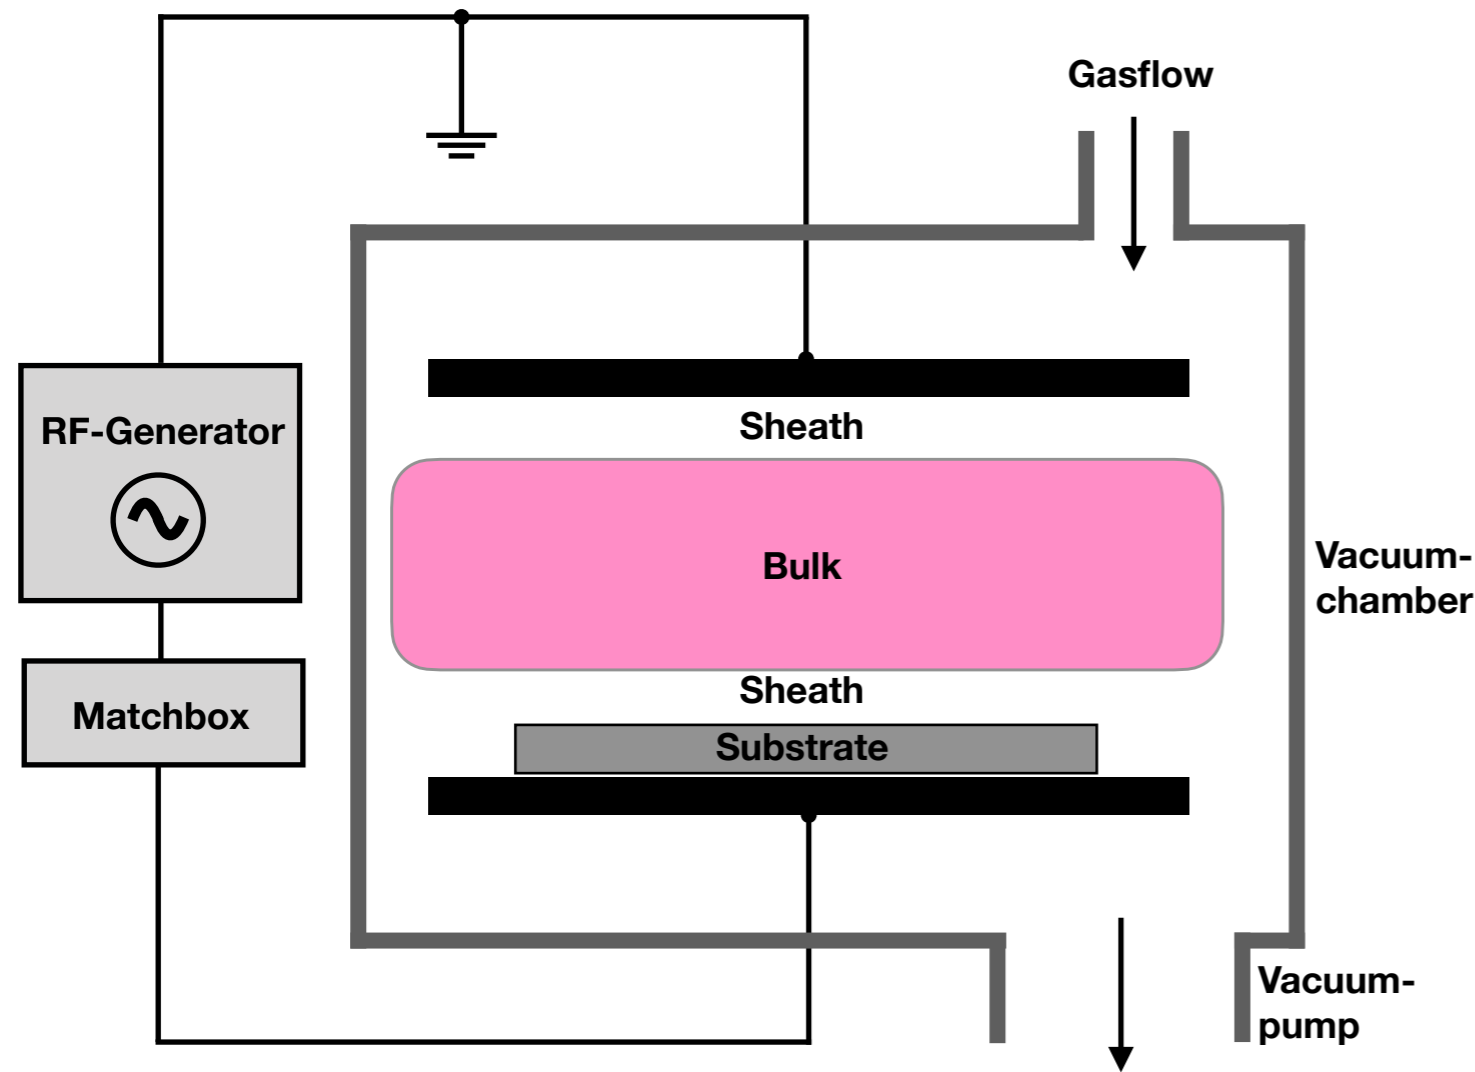 Gasflow
RF-Generator
Sheath
Bulk
Vacuum-
chamber
Sheath
Matchbox
Substrate
Vacuum-
pump